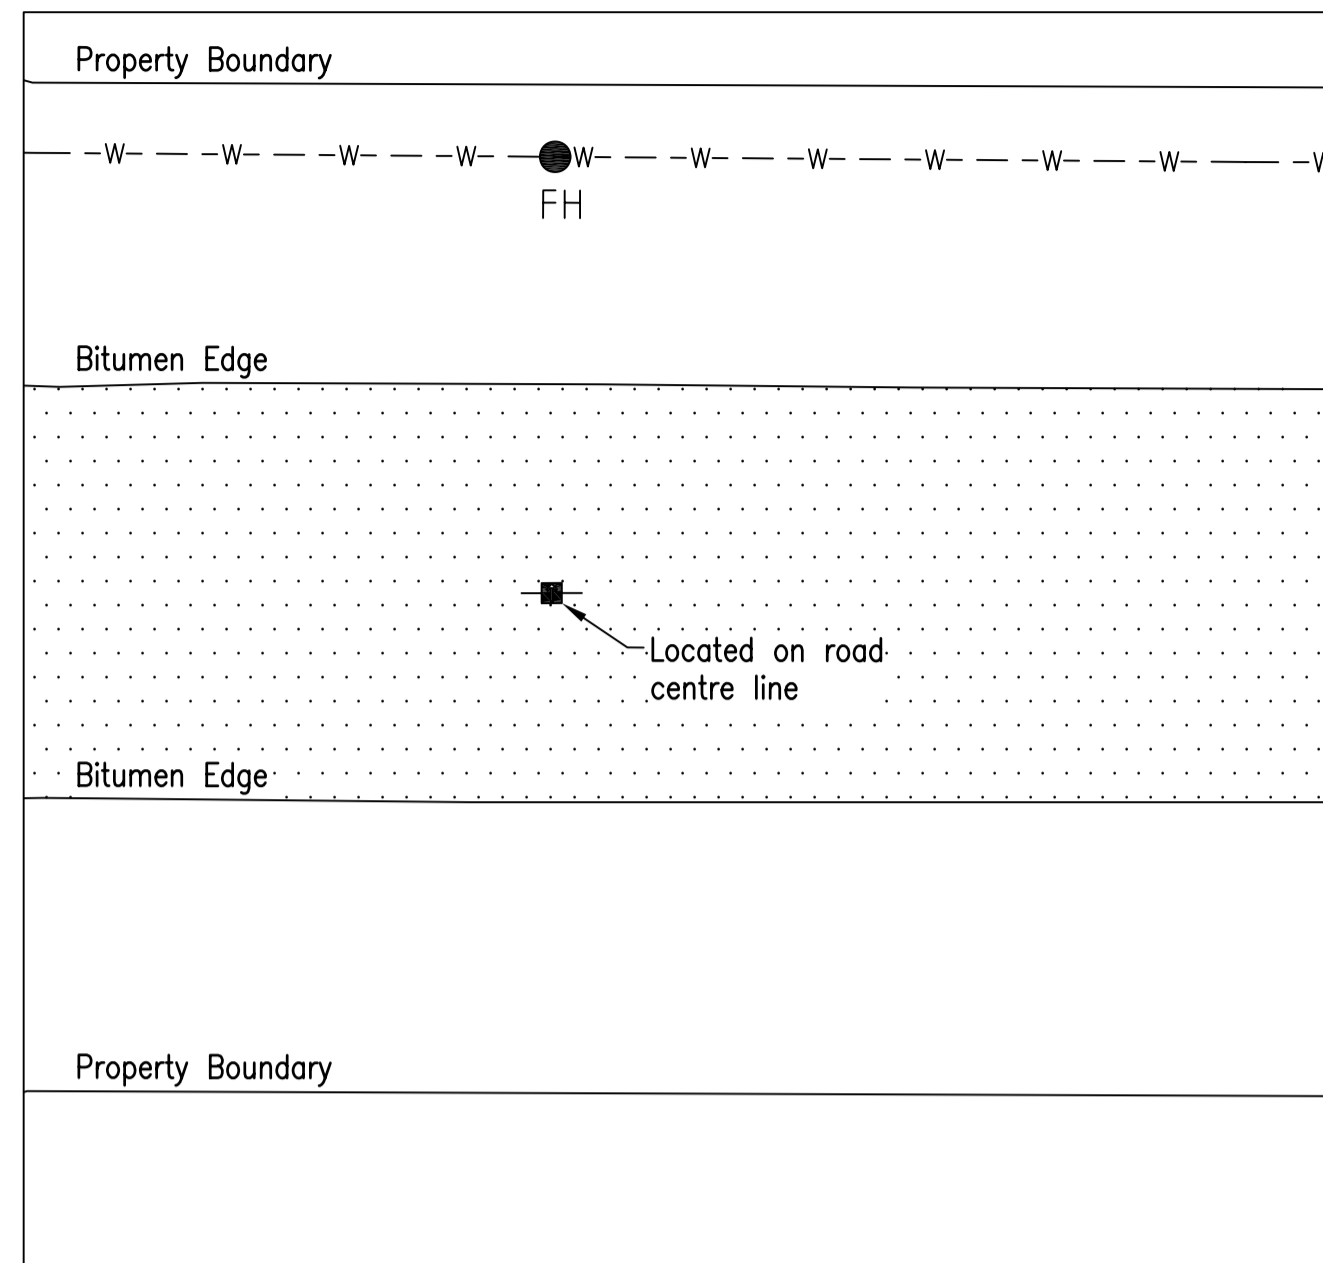 Property Boundary
W W W W W W W W W W W
FH
Bitumen Edge
Located on road
centre line
Bitumen Edge
Property Boundary